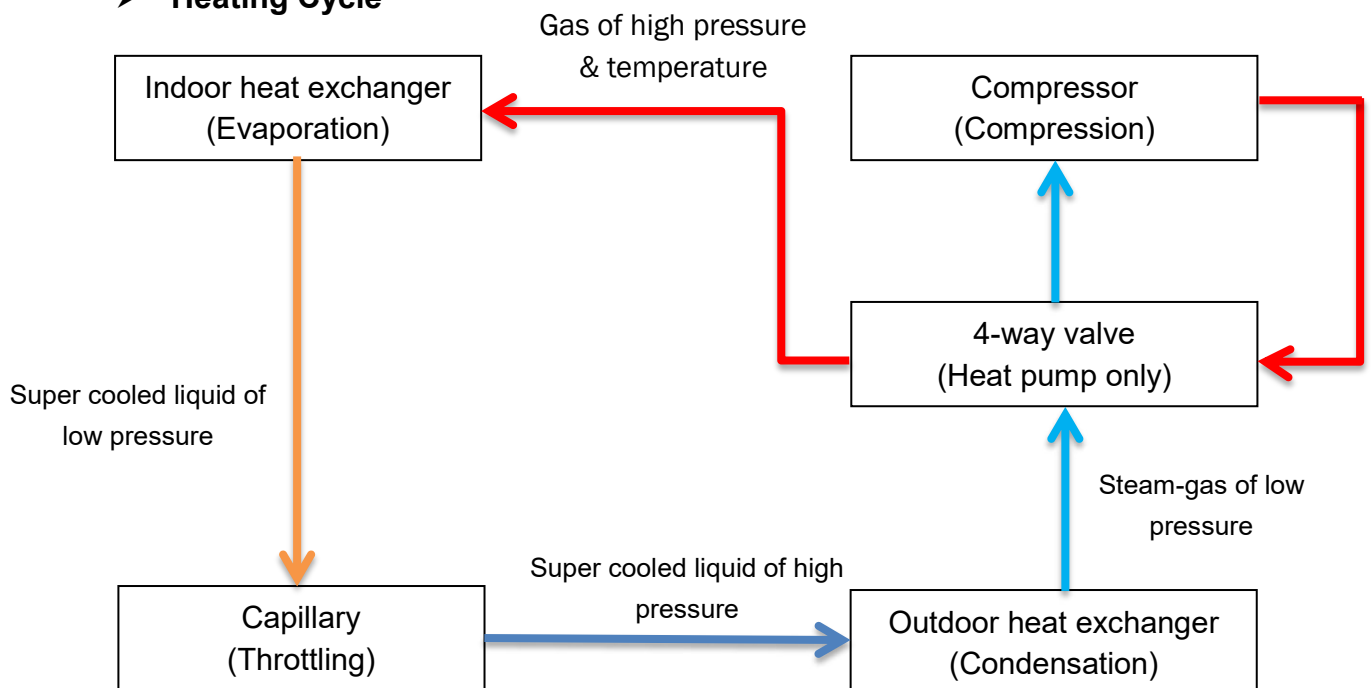 ➢ Heating Cycle
Gas of high pressure
& temperature
Indoor heat exchanger
(Evaporation)
Compressor
(Compression)
4-way valve
(Heat pump only)
Super cooled liquid of
low pressure
Steam-gas of low
pressure
Super cooled liquid of high
pressure
Capillary
(Throttling)
Outdoor heat exchanger
(Condensation)